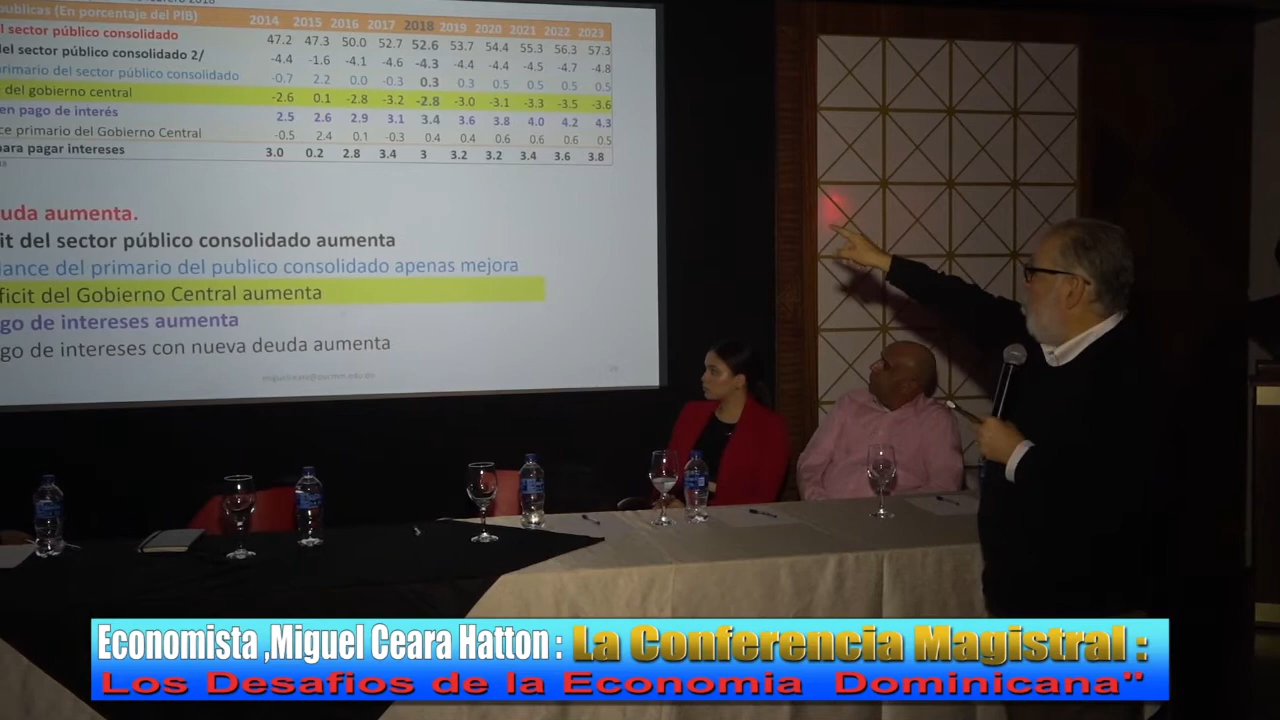 publicas (En porcentaje del PIB) 2014 2015 2016 2017 2018 2019 2020 2021 2022 2023
l sector público consolidado 47.2 47.3 50.0 52.7 52.6 53.7 54.4 55.3 56.3 57.3
del sector público consolidado 2/ -4.4 -1.6 -4.1 -4.6 -4.3 -4.4 -4.4 -4.5 -4.7 -4.8
primario del sector público consolidado -0.7 2.2 0.0 -0.3 0.3 0.3 0.5 0.5 0.5 0.5
del gobierno central -2.6 0.1 -2.8 -3.2 -2.8 -3.0 -3.1 -3.3 -3.5 -3.6
en pago de interés 2.5 2.6 2.9 3.1 3.4 3.6 3.8 4.0 4.2 4.3
ce primario del Gobierno Central -0.5 2.4 0.1 -0.3 0.4 0.4 0.6 0.6 0.6 0.5
para pagar intereses 3.0 0.2 2.8 3.4 3 3.2 3.2 3.4 3.6 3.8
uda aumenta.
it del sector público consolidado aumenta
lance del primario del publico consolidado apenas mejora
ficit del Gobierno Central aumenta
go de intereses aumenta
go de intereses con nueva deuda aumenta
Economista ,Miguel Ceara Hatton : La Conferencia Magistral :
Los Desafios de la Economia Dominicana"